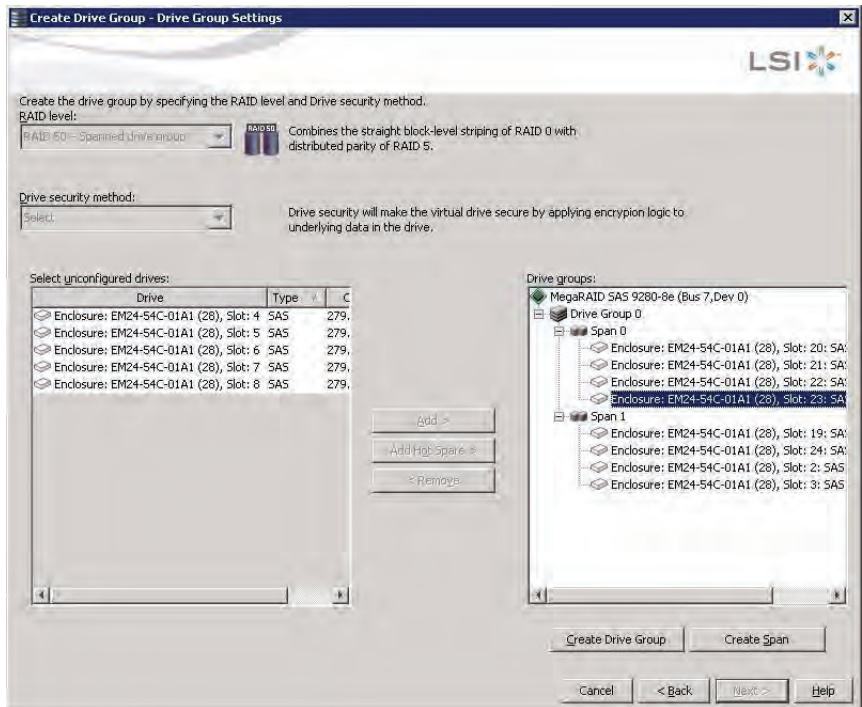 Create Drive Group - Drive Group Settings
LSI
Create the drive group by specifying the RAID level and Drive security method.
RAID level:
RAID 50 - Spanned drive group
RAID 50
Combines the straight block-level striping of RAID 0 with
distributed parity of RAID 5.
Drive security method:
Select
Drive security will make the virtual drive secure by applying encrypion logic to
underlying data in the drive.
Select unconfigured drives:
Drive Type C
Enclosure: EM24-54C-01A1 (28), Slot: 4 SAS 279.
Enclosure: EM24-54C-01A1 (28), Slot: 5 SAS 279.
Enclosure: EM24-54C-01A1 (28), Slot: 6 SAS 279.
Enclosure: EM24-54C-01A1 (28), Slot: 7 SAS 279.
Enclosure: EM24-54C-01A1 (28), Slot: 8 SAS 279.
Add >
Add Hot Spare >
< Remove
Drive groups:
MegaRAID SAS 9280-8e (Bus 7,Dev 0)
Drive Group 0
Span 0
Enclosure: EM24-54C-01A1 (28), Slot: 20: SA
Enclosure: EM24-54C-01A1 (28), Slot: 21: SA
Enclosure: EM24-54C-01A1 (28), Slot: 22: SA
Enclosure: EM24-54C-01A1 (28), Slot: 23: SA
Span 1
Enclosure: EM24-54C-01A1 (28), Slot: 19: SA
Enclosure: EM24-54C-01A1 (28), Slot: 24: SA
Enclosure: EM24-54C-01A1 (28), Slot: 2: SAS
Enclosure: EM24-54C-01A1 (28), Slot: 3: SAS
Create Drive Group
Create Span
Cancel
< Back
Next >
Help